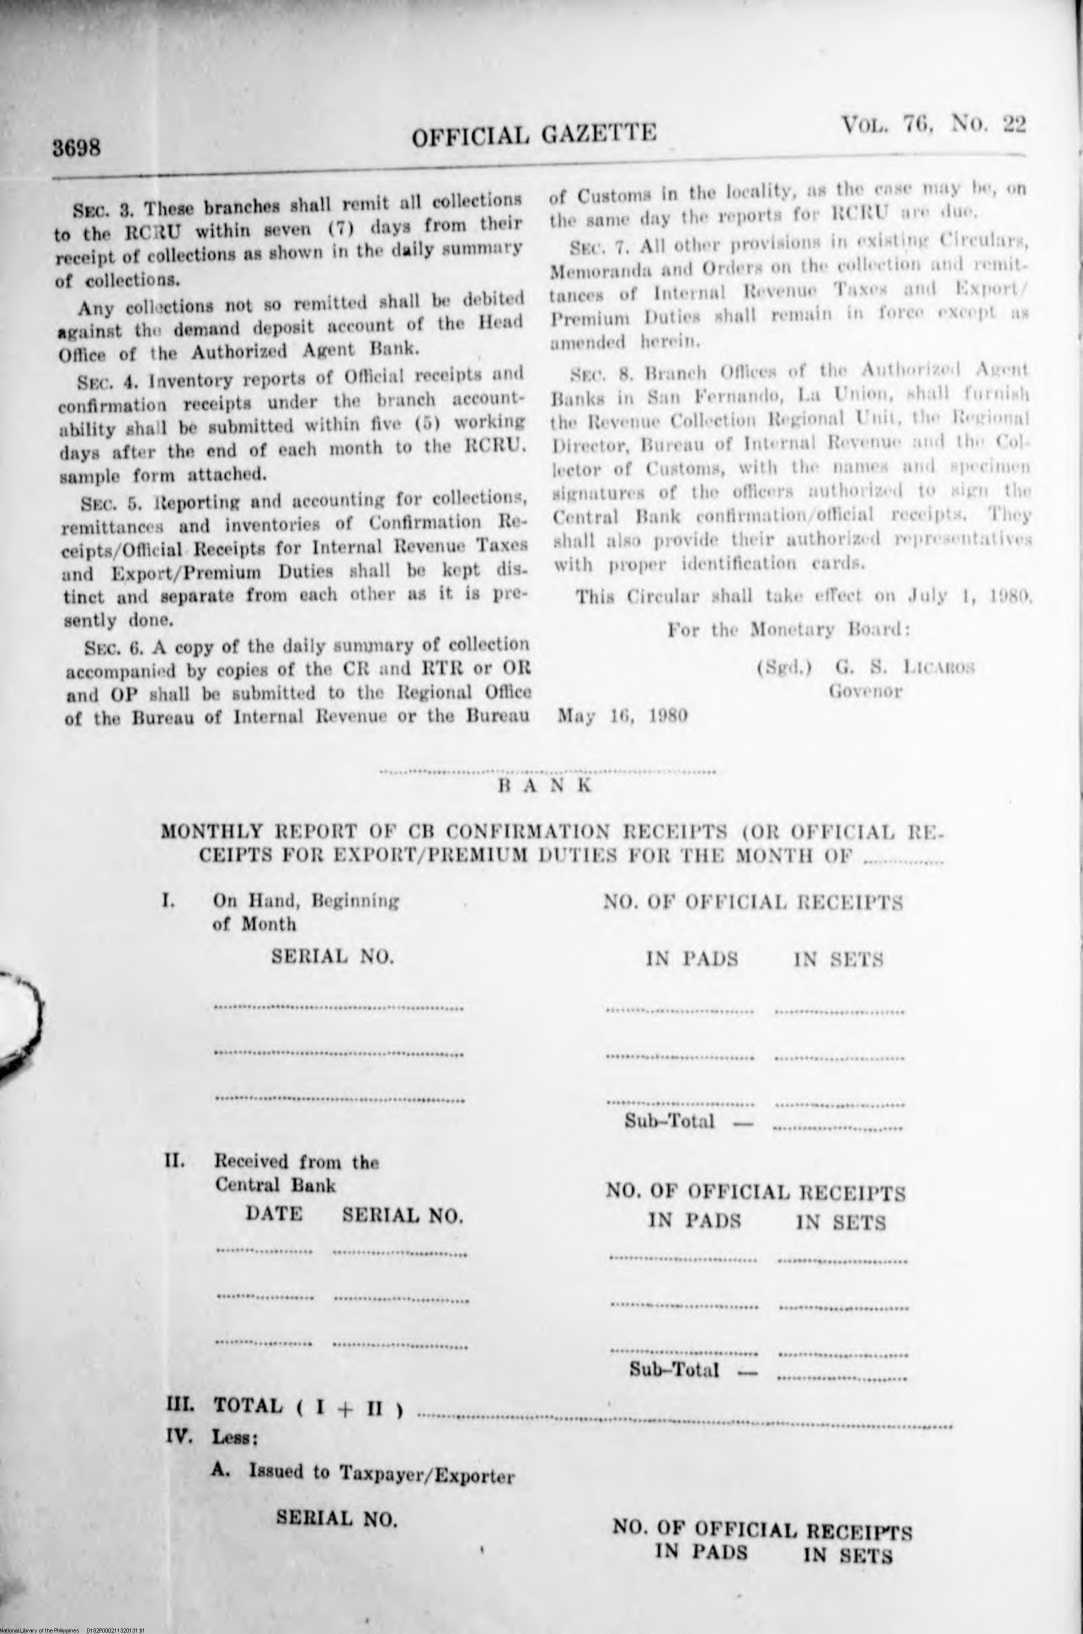 3698
OFFICIAL GAZETTE
VOL. 76, No. 22
SEC. 3. These branches shall remit all collections
to the RCRU within seven (7) days from their
receipt of collections as shown in the daily summary
of collections.
Any collections not so remitted shall be debited
against the demand deposit account of the Head
Office of the Authorized Agent Bank.
SEC. 4. Inventory reports of Official receipts and
confirmation receipts under the branch account-
ability shall be submitted within five (5) working
days after the end of each month to the RCRU.
sample form attached.
SEC. 5. Reporting and accounting for collections,
remittances and inventories of Confirmation Re-
ceipts/Official Receipts for Internal Revenue Taxes
and Export/Premium Duties shall be kept dis-
tinct and separate from each other as it is pre-
sently done.
SEC. 6. A copy of the daily summary of collection
accompanied by copies of the CR and RTR or OR
and OP shall be submitted to the Regional Office
of the Bureau of Internal Revenue or the Bureau
of Customs in the locality, as the case may be, on
the same day the reports for RCRU are due.
SEC. 7. All other provisions in existing Circulars,
Memoranda and Orders on the collection and remit-
tances of Internal Revenue Taxes and Export/
Premium Duties shall remain in force except as
amended herein.
SEC. 8. Branch Offices of the Authorized Agent
Banks in San Fernando, La Union, shall furnish
the Revenue Collection Regional Unit, the Regional
Director, Bureau of Internal Revenue and the Col-
lector of Customs, with the names and specimen
signatures of the officers authorized to sign the
Central Bank confirmation/official receipts. They
shall also provide their authorized representatives
with proper identification cards.
This Circular shall take effect on July 1, 1980.
For the Monetary Board:
(Sgd.) G. S. LICAROS
Govenor
May 16, 1980
BANK
MONTHLY REPORT OF CB CONFIRMATION RECEIPTS (OR OFFICIAL RE-
CEIPTS FOR EXPORT/PREMIUM DUTIES FOR THE MONTH OF ...............
I. On Hand, Beginning
of Month
NO. OF OFFICIAL RECEIPTS
SERIAL NO.
IN PADS IN SETS
Sub-Total —
II. Received from the
Central Bank
NO. OF OFFICIAL RECEIPTS
DATE SERIAL NO.
IN PADS IN SETS
Sub-Total —
III. TOTAL ( I + II )
IV. Less:
A. Issued to Taxpayer/Exporter
SERIAL NO.
NO. OF OFFICIAL RECEIPTS
IN PADS IN SETS
National Library of the Philippines